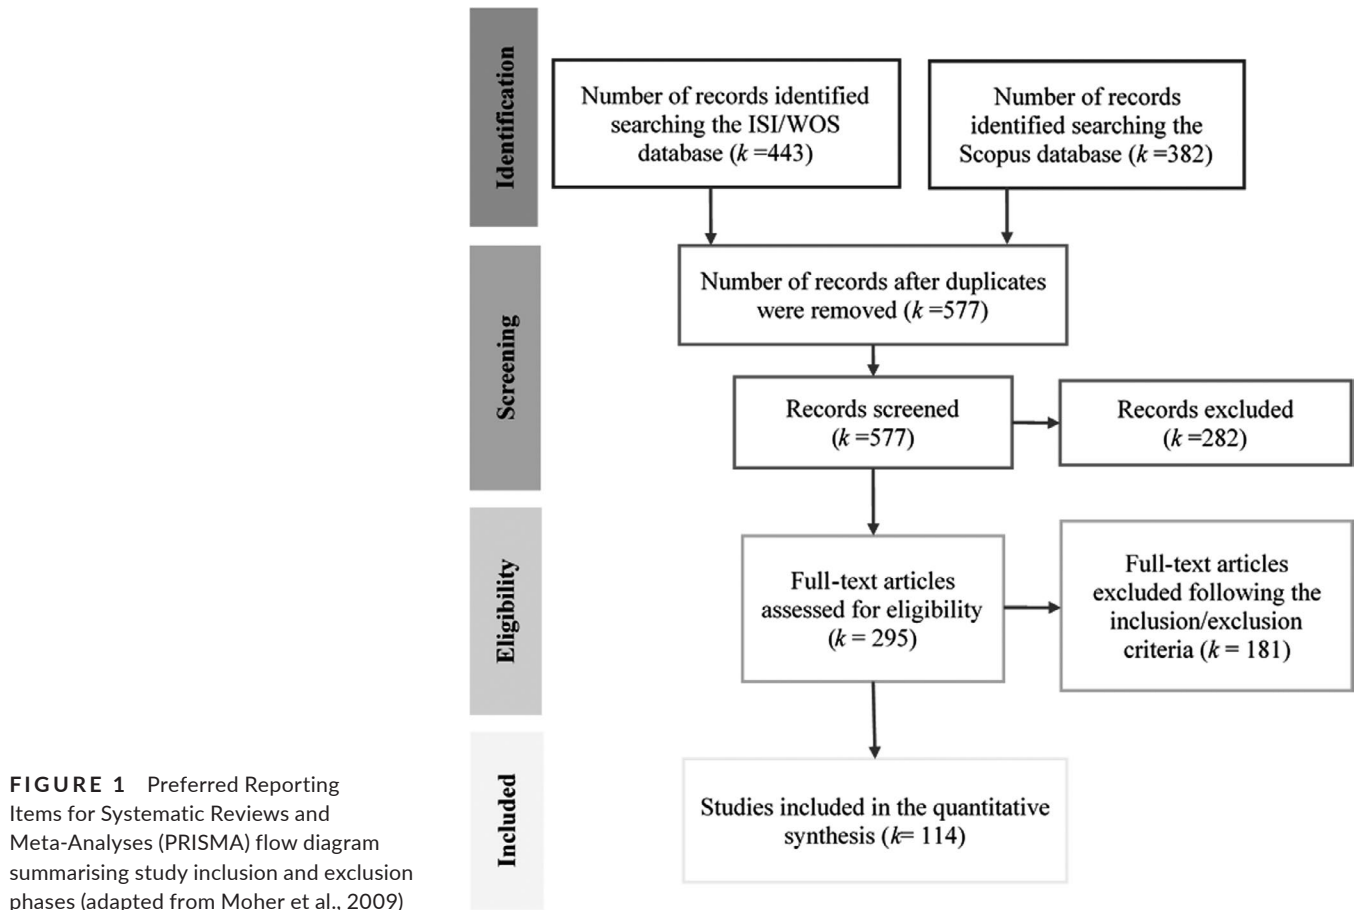 Identification
Number of records identified
searching the ISI/WOS
database (k =443)
Number of records
identified searching the
Scopus database (k =382)
Screening
Number of records after duplicates
were removed (k =577)
Records screened
(k =577)
Records excluded
(k =282)
Eligibility
Full-text articles
assessed for eligibility
(k = 295)
Full-text articles
excluded following the
inclusion/exclusion
criteria (k = 181)
Included
Studies included in the quantitative
synthesis (k= 114)
FIGURE 1 Preferred Reporting
Items for Systematic Reviews and
Meta-Analyses (PRISMA) flow diagram
summarising study inclusion and exclusion
phases (adapted from Moher et al., 2009)